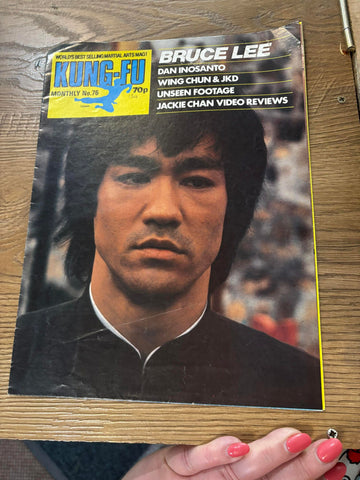 WORLD'S BEST SELLING MARTIAL ARTS MAG!
KUNG-FU
MONTHLY No.76
70p
BRUCE LEE
DAN INOSANTO
WING CHUN & JKD
UNSEEN FOOTAGE
JACKIE CHAN VIDEO REVIEWS